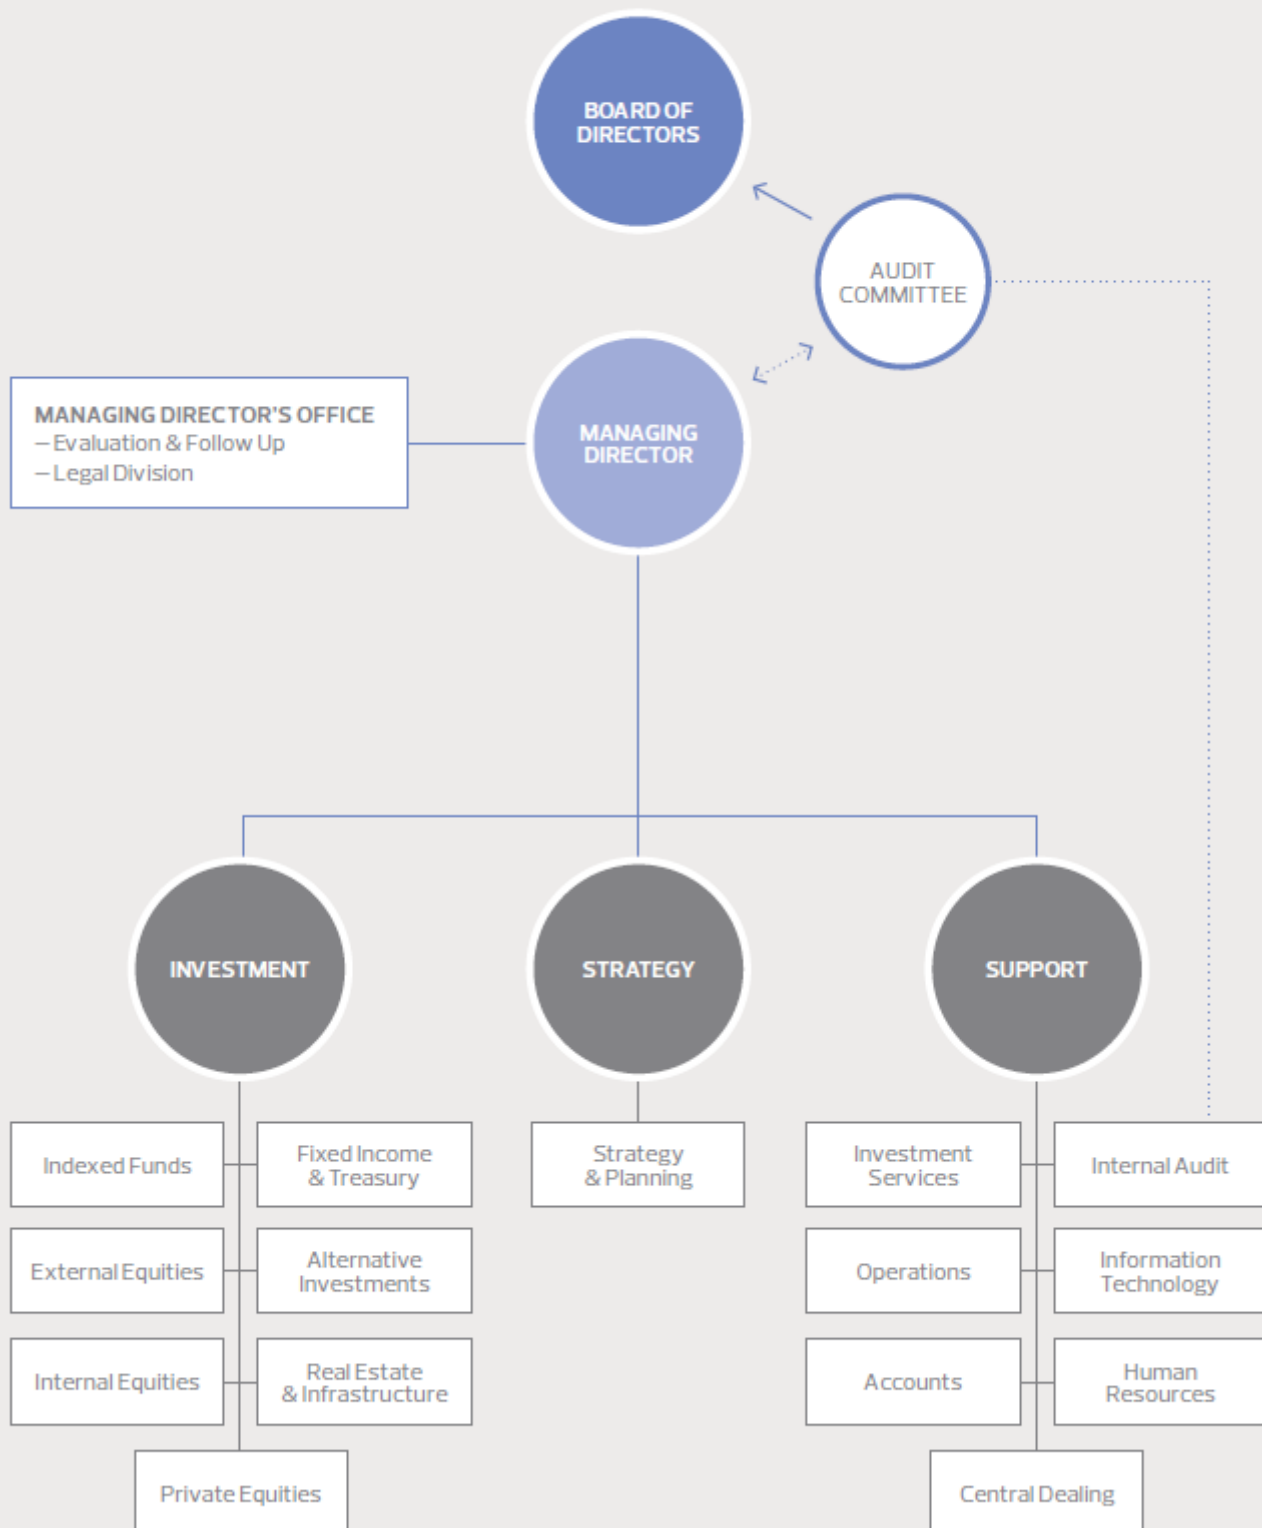 BOARD OF
DIRECTORS
AUDIT
COMMITTEE
MANAGING DIRECTOR'S OFFICE
– Evaluation & Follow Up
– Legal Division
MANAGING
DIRECTOR
INVESTMENT
STRATEGY
SUPPORT
Indexed Funds
Fixed Income
& Treasury
Strategy
& Planning
Investment
Services
Internal Audit
External Equities
Alternative
Investments
Operations
Information
Technology
Internal Equities
Real Estate
& Infrastructure
Accounts
Human
Resources
Private Equities
Central Dealing